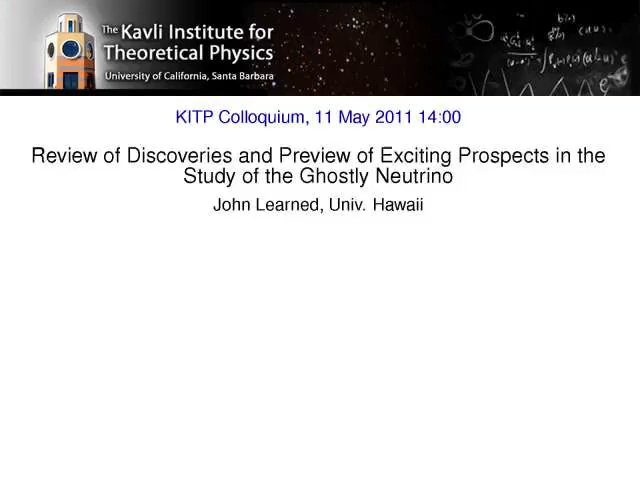 The Kavli Institute for
Theoretical Physics
University of California, Santa Barbara
KITP Colloquium, 11 May 2011 14:00
Review of Discoveries and Preview of Exciting Prospects in the
Study of the Ghostly Neutrino
John Learned, Univ. Hawaii